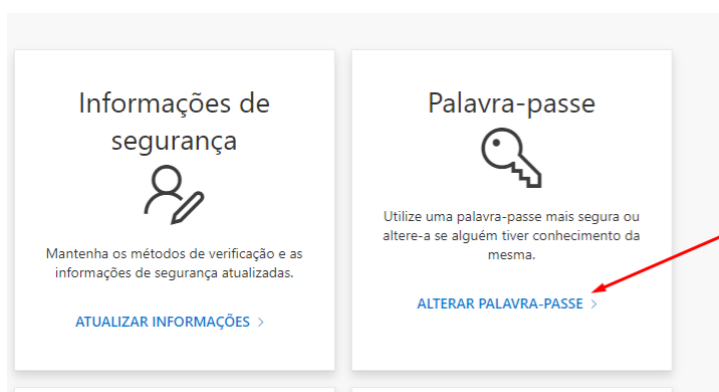 Informações de
segurança
Mantenha os métodos de verificação e as
informações de segurança atualizadas.
ATUALIZAR INFORMAÇÕES >
Palavra-passe
Utilize uma palavra-passe mais segura ou
altere-a se alguém tiver conhecimento da
mesma.
ALTERAR PALAVRA-PASSE >